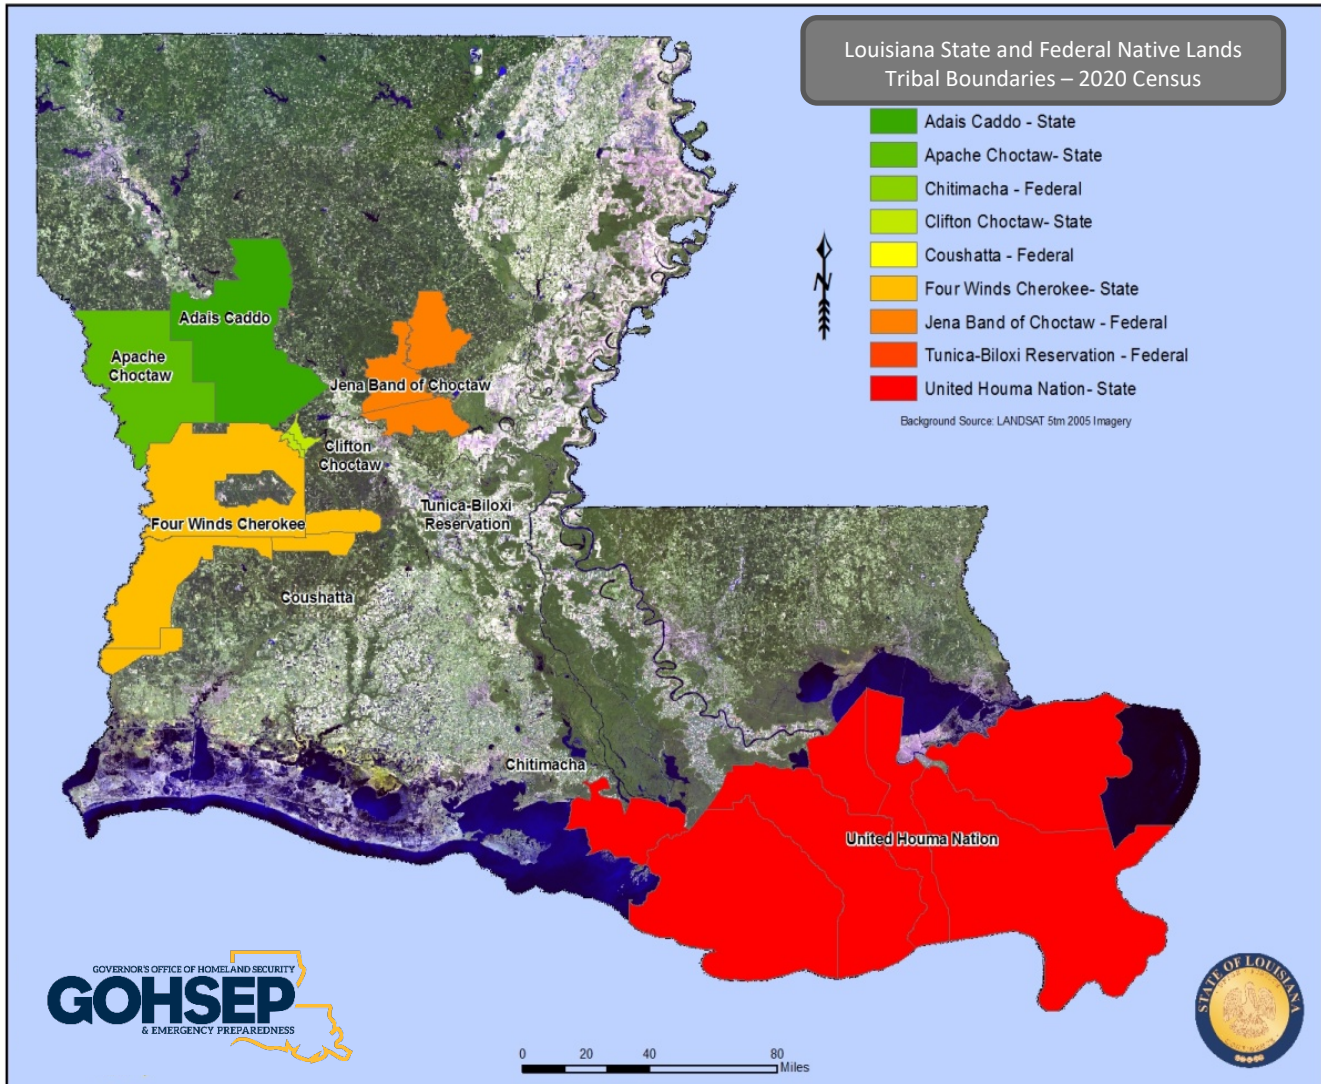 Louisiana State and Federal Native Lands
Tribal Boundaries – 2020 Census
Adais Caddo - State
Apache Choctaw- State
Chitimacha - Federal
Clifton Choctaw- State
Coushatta - Federal
Four Winds Cherokee- State
Jena Band of Choctaw - Federal
Tunica-Biloxi Reservation - Federal
United Houma Nation- State
Background Source: LANDSAT 5tm 2005 Imagery
N
Adais Caddo
Apache
Choctaw
Jena Band of Choctaw
Clifton
Choctaw
Tunica-Biloxi
Reservation
Four Winds Cherokee
Coushatta
Chitimacha
United Houma Nation
GOVERNOR'S OFFICE OF HOMELAND SECURITY
GOHSEP
& EMERGENCY PREPAREDNESS
0 20 40 80
Miles
STATE OF LOUISIANA